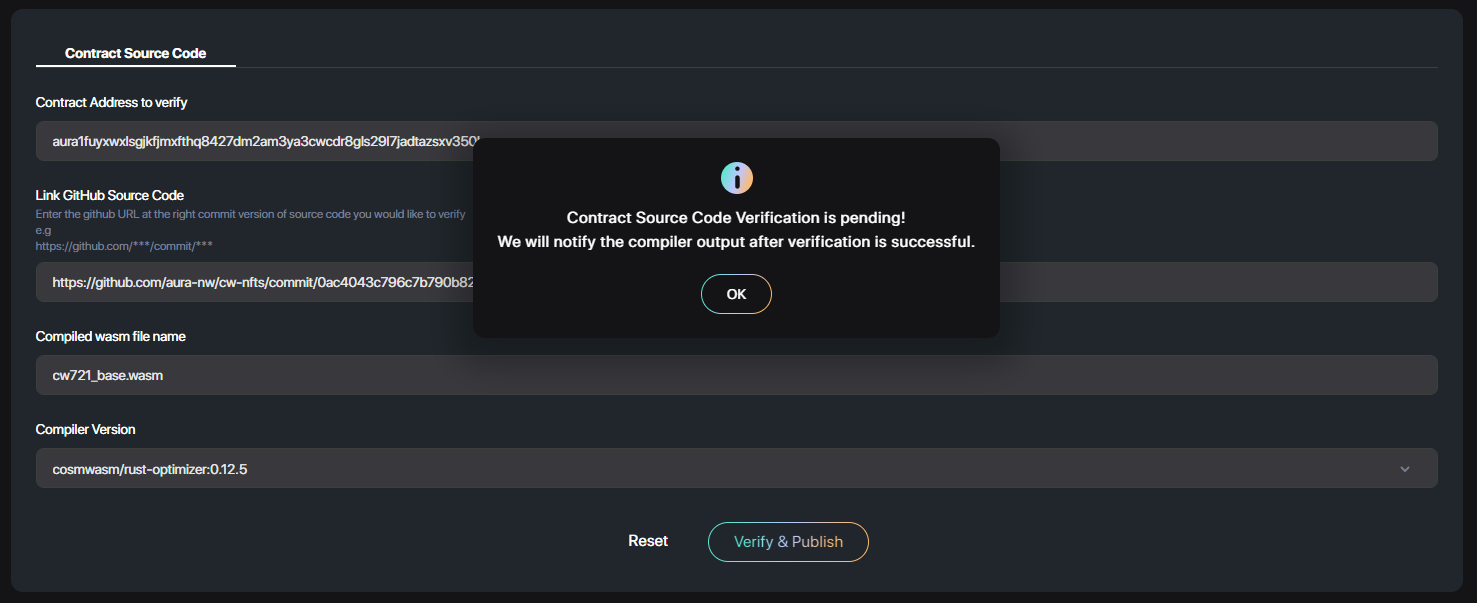 Contract Source Code
Contract Address to verify
aura1fuyxwxlsgjkfjmxfthq8427dm2am3ya3cwcdr8gls29l7jadtazsxv350
Link GitHub Source Code
Enter the github URL at the right commit version of source code you would like to verify
e.g
https://github.com/***/commit/***
https://github.com/aura-nw/cw-nfts/commit/0ac4043c796c7b790b82
Compiled wasm file name
cw721_base.wasm
Compiler Version
cosmwasm/rust-optimizer:0.12.5
Reset
Verify & Publish
Contract Source Code Verification is pending!
We will notify the compiler output after verification is successful.
OK